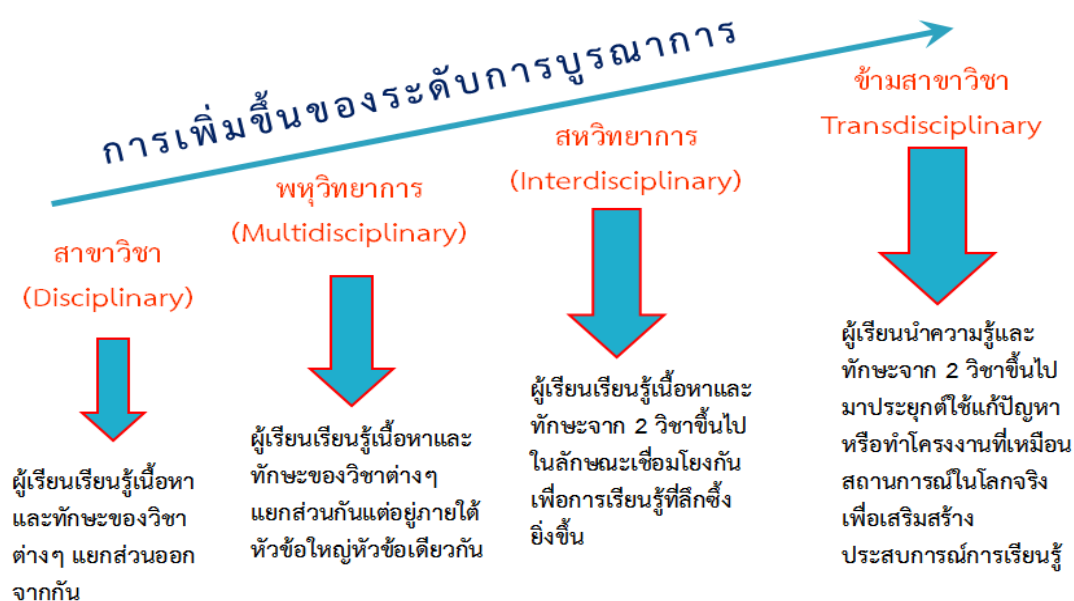 การเพิ่มขึ้นของระดับการบูรณาการ
สาขาวิชา
(Disciplinary)
ผู้เรียนเรียนรู้เนื้อหา
และทักษะของวิชา
ต่างๆ แยกส่วนออก
จากกัน
พหุวิทยาการ
(Multidisciplinary)
ผู้เรียนเรียนรู้เนื้อหาและ
ทักษะของวิชาต่างๆ
แยกส่วนกันแต่อยู่ภายใต้
หัวข้อใหญ่หัวข้อเดียวกัน
สหวิทยาการ
(Interdisciplinary)
ผู้เรียนเรียนรู้เนื้อหาและ
ทักษะจาก 2 วิชาขึ้นไป
ในลักษณะเชื่อมโยงกัน
เพื่อการเรียนรู้ที่ลึกซึ้ง
ยิ่งขึ้น
ข้ามสาขาวิชา
Transdisciplinary
ผู้เรียนนำความรู้และ
ทักษะจาก 2 วิชาขึ้นไป
มาประยุกต์ใช้แก้ปัญหา
หรือทำโครงงานที่เหมือน
สถานการณ์ในโลกจริง
เพื่อเสริมสร้าง
ประสบการณ์การเรียนรู้